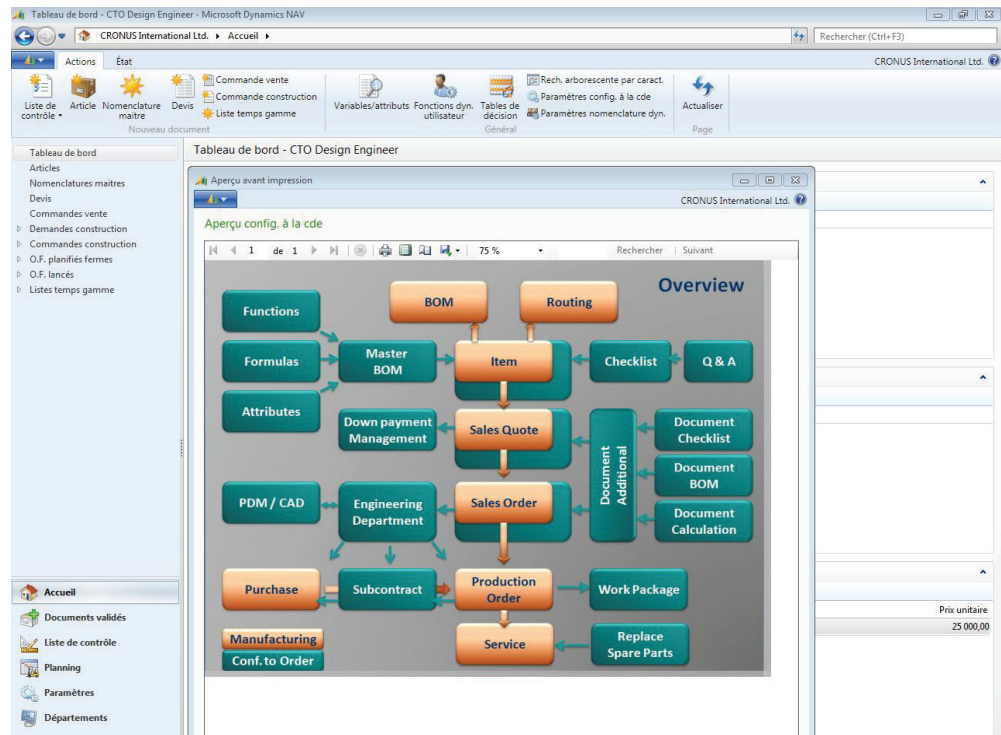 Tableau de bord - CTO Design Engineer - Microsoft Dynamics NAV
CRONUS International Ltd. Accueil
Rechercher (Ctrl+F3)
Actions État
CRONUS International Ltd.
Liste de contrôle
Article
Nomenclature maitre
Devis
Commande vente
Commande construction
Liste temps gamme
Nouveau document
Variables/attributs
Fonctions dyn. utilisateur
Tables de décision
Rech. arborescente par caract.
Paramètres config. à la cde
Paramètres nomenclature dyn.
Général
Actualiser
Page
Tableau de bord
Articles
Nomenclatures maitres
Devis
Commandes vente
Demandes construction
Commandes construction
O.F. planifiés fermes
O.F. lancés
Listes temps gamme
Accueil
Documents validés
Liste de contrôle
Planning
Paramètres
Départements
Tableau de bord - CTO Design Engineer
Aperçu avant impression
CRONUS International Ltd.
Aperçu config. à la cde
1 de 1 75 % Rechercher Suivant
Overview
BOM
Routing
Functions
Formulas
Attributes
Master
BOM
Item
Checklist
Q & A
Down payment
Management
Sales Quote
Document
Additional
Document
Checklist
Document
BOM
Document
Calculation
PDM / CAD
Engineering
Department
Sales Order
Purchase
Subcontract
Production
Order
Work Package
Manufacturing
Conf. to Order
Service
Replace
Spare Parts
Prix unitaire
25 000,00